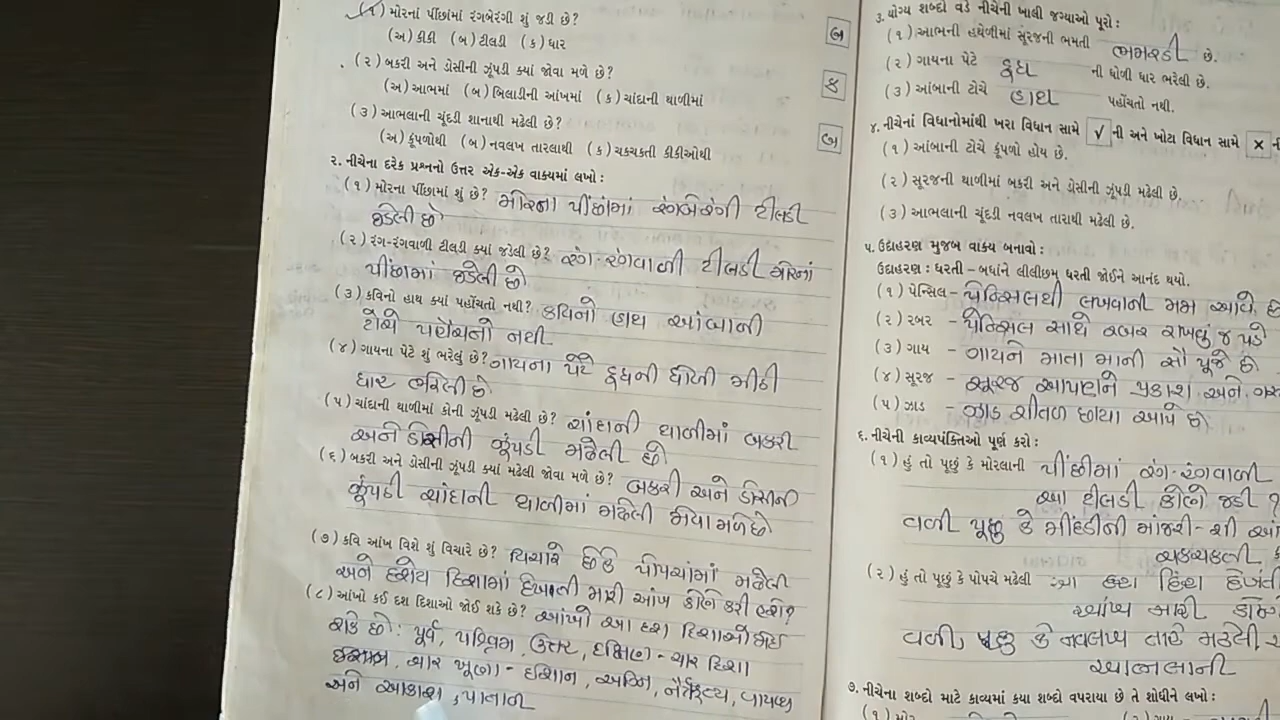 (૧) મોરનાં પીંછાંમાં રંગબેરંગી શું જડી છે?
(અ) કીકી (બ) ટીલડી (ક) ધાર
બ
(૨) બકરી અને ડોસીની ઝૂંપડી ક્યાં જોવા મળે છે?
(અ) આભમાં (બ) બિલાડીની આંખમાં (ક) ચાંદાની થાળીમાં
ક
(૩) આભલાની ચૂંદડી શાનાથી મઢેલી છે?
(અ) કૂંપળોથી (બ) નવલખ તારલાથી (ક) ચકચકતી કીકીઓથી
બ
૨. નીચેના દરેક પ્રશ્નનો ઉત્તર એક-એક વાક્યમાં લખો :
(૧) મોરના પીંછામાં શું છે? મોરના પીંછામાં રંગબેરંગી ટીલડી
જડેલી છે
(૨) રંગ-રંગવાળી ટીલડી ક્યાં જડેલી છે? રંગ-રંગવાળી ટીલડી મોરનાં
પીંછામાં જડેલી છે
(૩) કવિનો હાથ ક્યાં પહોંચતો નથી? કવિનો હાથ આંબાની
ટોચે પહોચતો નથી
(૪) ગાયના પેટે શું ભરેલું છે? ગાયના પેટે દૂધની ધોળી મીઠી
ધાર ભરેલી છે
(૫) ચાંદાની થાળીમાં કોની ઝૂંપડી મઢેલી છે? ચાંદાની થાળીમાં બકરી
અને ડોસીની ઝૂંપડી મઢેલી છે
(૬) બકરી અને ડોસીની ઝૂંપડી ક્યાં મઢેલી જોવા મળે છે? બકરી અને ડોસીની
ઝૂંપડી ચાંદાની થાળીમાં મઢેલી જોવા મળે છે
(૭) કવિ આંખ વિશે શું વિચારે છે? વિચારે છે કે પોપચાંમાં મઢેલી
અને દશેય દિશામાં દેખાતી મારી આંખ કોણે કરી હશે?
(૮) આંખો કઈ દશ દિશાઓ જોઈ શકે છે? આંખો આ દશ દિશાઓ જોઈ
શકે છે : પૂર્વ, પશ્ચિમ, ઉત્તર, દક્ષિણ - ચાર દિશા
ચાર ખૂણા - ઇશાન, અગ્નિ, નૈર્ઋત્ય, વાયવ્ય
અને આકાશ, પાતાળ
૩. યોગ્ય શબ્દો વડે નીચેની ખાલી જગ્યાઓ પૂરો :
(૧) આભની હથેળીમાં સૂરજની ભમતી ભમરડી છે.
(૨) ગાયના પેટે દૂધ ની ધોળી ધાર ભરેલી છે.
(૩) આંબાની ટોચે હાથ પહોંચતો નથી.
૪. નીચેનાં વિધાનોમાંથી ખરા વિધાન સામે ✓ ની અને ખોટા વિધાન સામે ×
(૧) આંબાની ટોચે કૂંપળો હોય છે.
(૨) સૂરજની થાળીમાં બકરી અને ડોસીની ઝૂંપડી મઢેલી છે.
(૩) આભલાની ચૂંદડી નવલખ તારાથી મઢેલી છે.
૫. ઉદાહરણ મુજબ વાક્ય બનાવો :
ઉદાહરણ : ધરતી – બધાંને લીલીછમ ધરતી જોઈને આનંદ થયો.
(૧) પેન્સિલ – પેન્સિલથી લખવાની મજા આવે
(૨) રબર – પેન્સિલ સાથે રબર રાખવું જ પડે
(૩) ગાય – ગાયને માતા માની સૌ પૂજે છે
(૪) સૂરજ – સૂરજ આપણને પ્રકાશ અને
(૫) ઝાડ – ઝાડ શીતળ છાયા આપે છે
૬. નીચેની કાવ્યપંક્તિઓ પૂર્ણ કરો :
(૧) હું તો પૂછું કે મોરલાની પીંછીમાં રંગ-રંગવાળી
આ ટીલડી કોણે જડી ?
વળી પૂછું કે મીંદડીની માંજરી-શી
ચકચકતી
(૨) હું તો પૂછું કે પોપચે મઢેલી આ દશ દિશ દેખતી
આંખ મારી
વળી, પૂછું કે નવલખ તારે મઢેલી
આભલાની
૭. નીચેના શબ્દો માટે કાવ્યમાં કયા શબ્દો વપરાયા છે તે શોધીને લખો :
(૧) મોર
(૨) ગાય